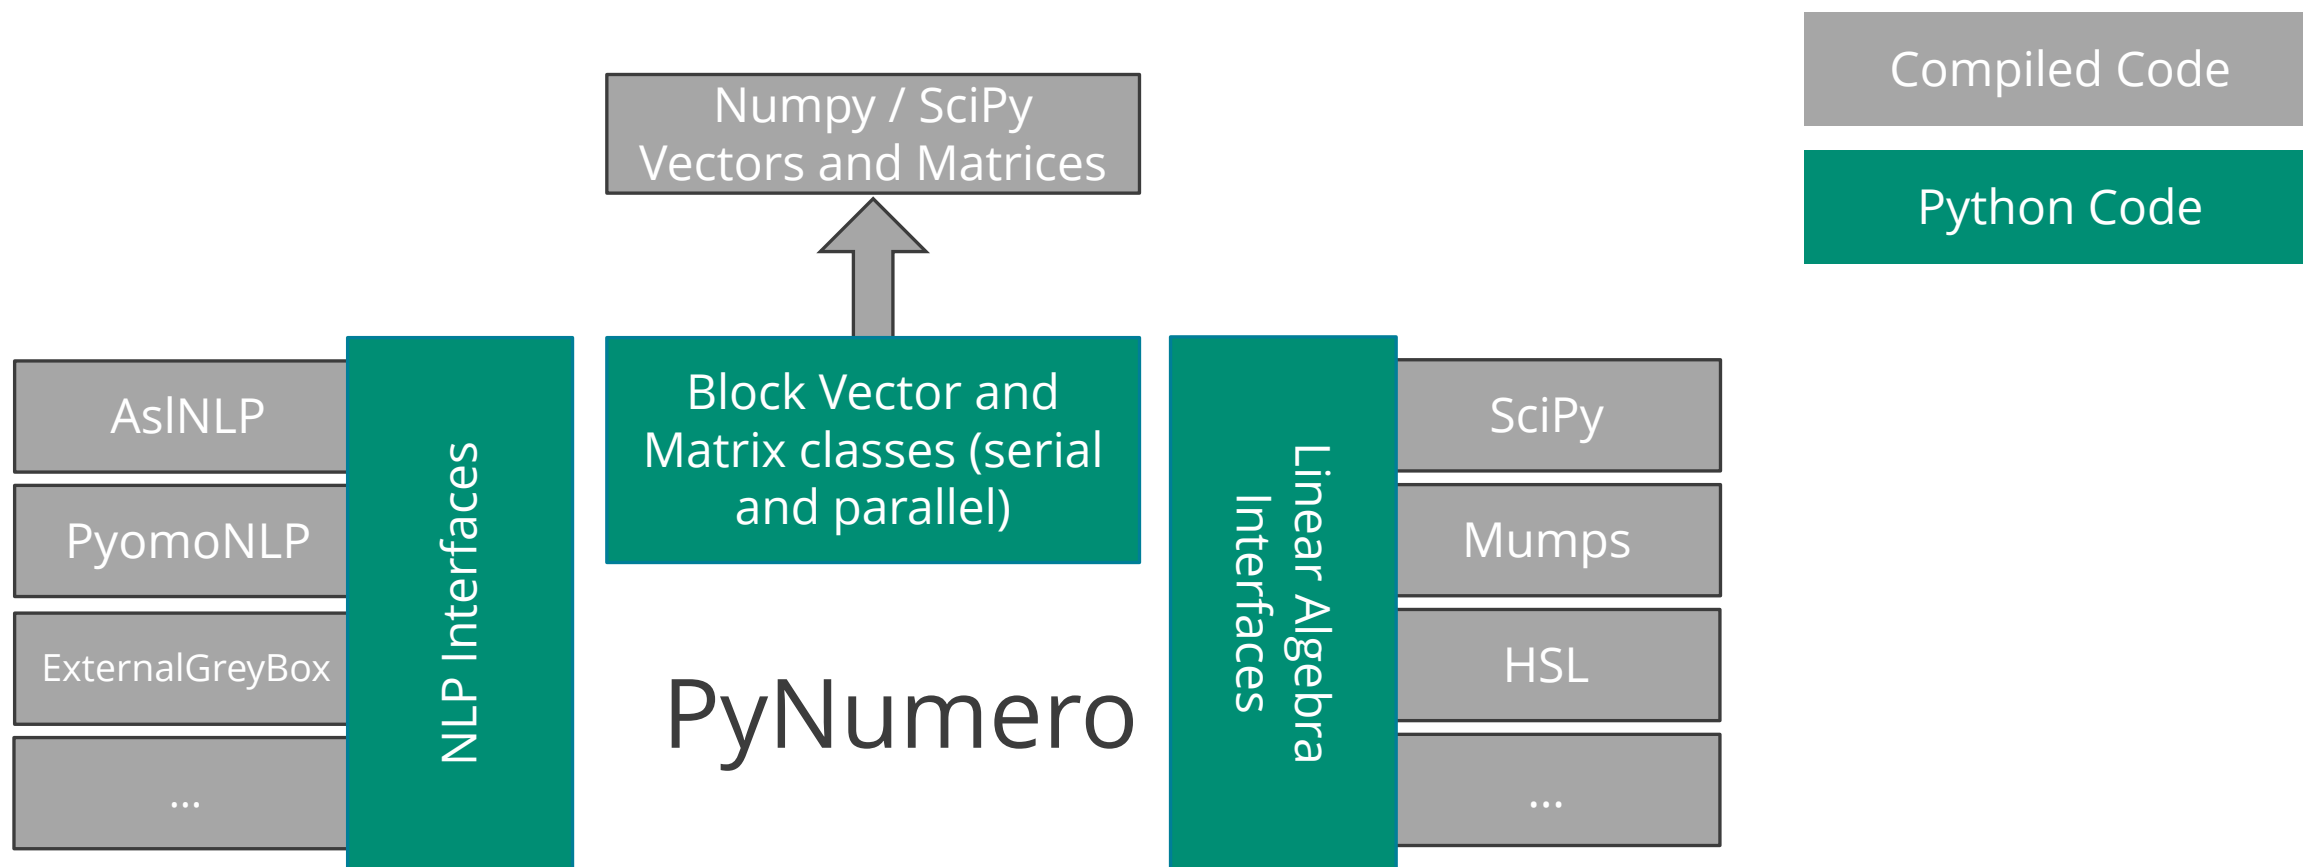 Compiled Code
Python Code
Numpy / SciPy
Vectors and Matrices
Block Vector and
Matrix classes (serial
and parallel)
AslNLP
PyomoNLP
ExternalGreyBox
...
NLP Interfaces
PyNumero
Linear Algebra
Interfaces
SciPy
Mumps
HSL
...